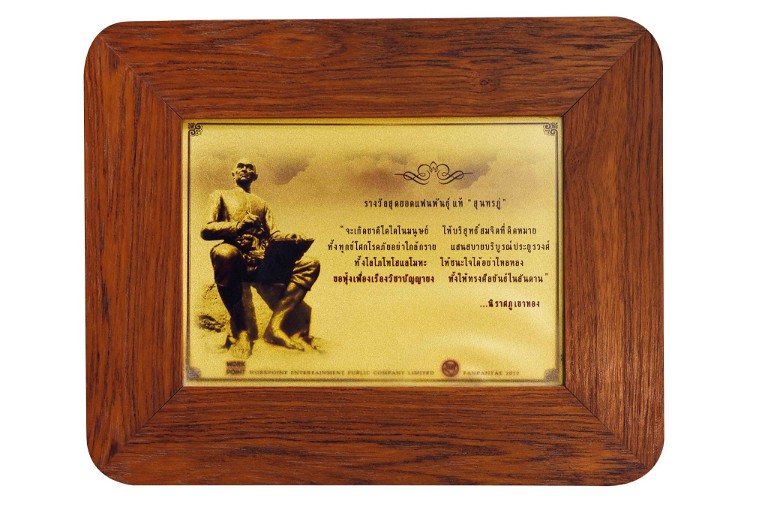 รางวัลสุดยอดแฟนพันธุ์แท้ "สุนทรภู่"
"จะเกิดชาติใดใดในมนุษย์ ให้บริสุทธิ์สมจิตที่คิดหมาย
ทั้งทุกข์โศกโรคภัยอย่าใกล้กราย แสนสบายบริบูรณ์ประยูรวงศ์
ทั้งโลโภโทโสแลโมหะ ให้ชนะใจได้อย่าใหลหลง
ขอฟุ้งเฟื่องเรืองวิชาปัญญายง ทั้งให้ทรงศีลขันธ์ในสันดาน"
...นิราศภูเขาทอง
WORK POINT WORKPOINT ENTERTAINMENT PUBLIC COMPANY LIMITED FANPANTAE 2012